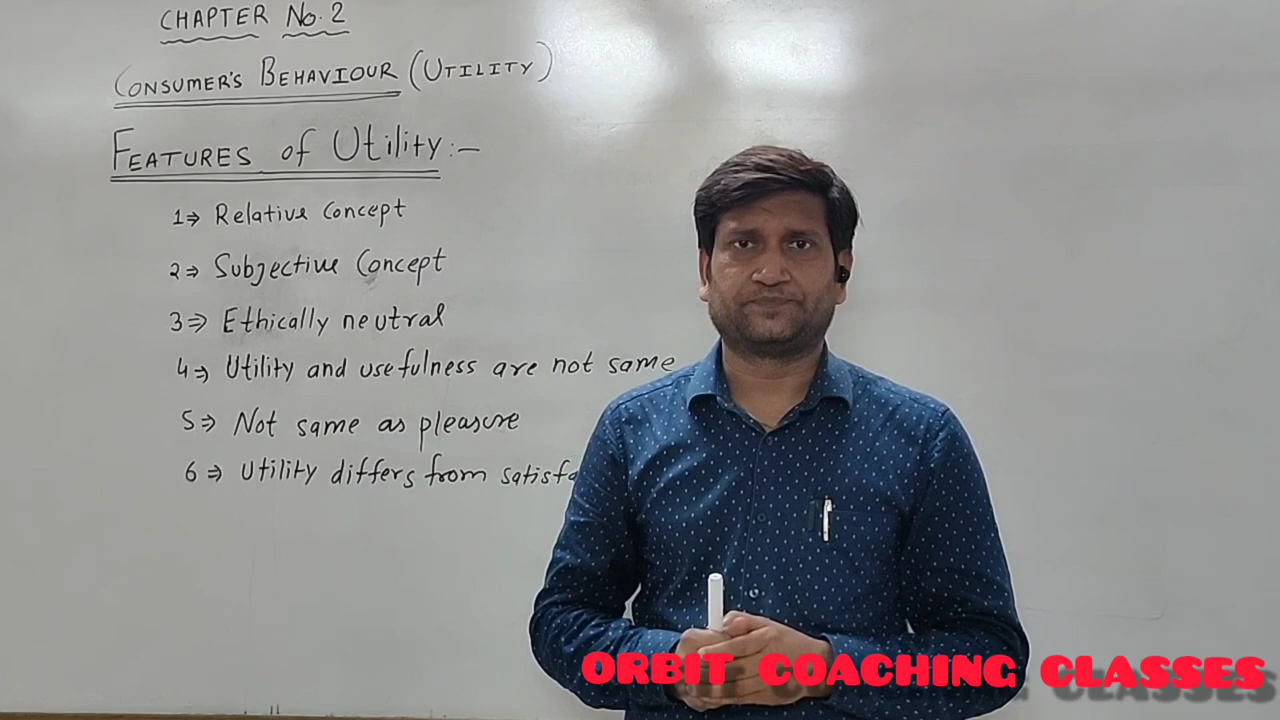 CHAPTER No. 2
CONSUMER'S BEHAVIOUR (UTILITY)
FEATURES of Utility:-
1⇒ Relative Concept
2⇒ Subjective Concept
3⇒ Ethically neutral
4⇒ Utility and usefulness are not same
5⇒ Not same as pleasure
6⇒ Utility differs from satisfa
ORBIT COACHING CLASSES